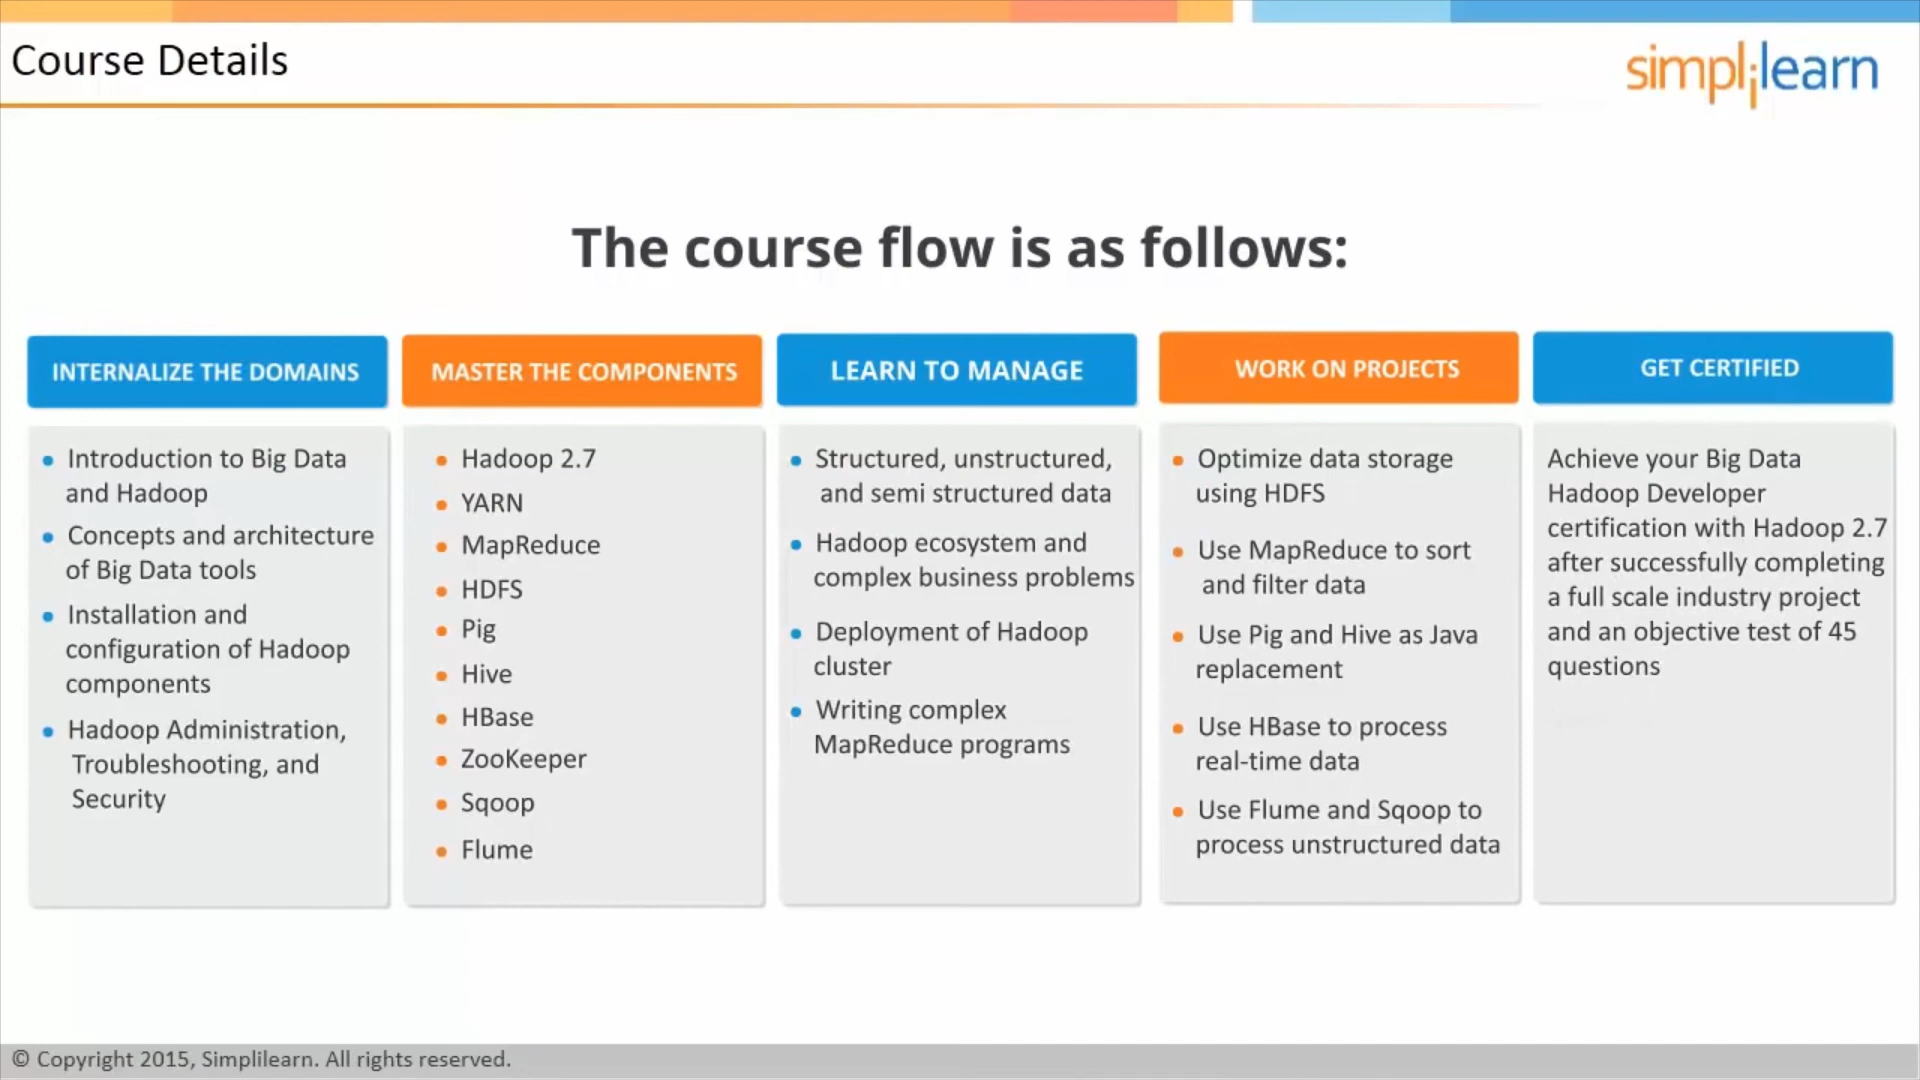 Course Details
simplilearn
The course flow is as follows:
INTERNALIZE THE DOMAINS
• Introduction to Big Data
and Hadoop
• Concepts and architecture
of Big Data tools
• Installation and
configuration of Hadoop
components
• Hadoop Administration,
Troubleshooting, and
Security
MASTER THE COMPONENTS
• Hadoop 2.7
• YARN
• MapReduce
• HDFS
• Pig
• Hive
• HBase
• ZooKeeper
• Sqoop
• Flume
LEARN TO MANAGE
• Structured, unstructured,
and semi structured data
• Hadoop ecosystem and
complex business problems
• Deployment of Hadoop
cluster
• Writing complex
MapReduce programs
WORK ON PROJECTS
• Optimize data storage
using HDFS
• Use MapReduce to sort
and filter data
• Use Pig and Hive as Java
replacement
• Use HBase to process
real-time data
• Use Flume and Sqoop to
process unstructured data
GET CERTIFIED
Achieve your Big Data
Hadoop Developer
certification with Hadoop 2.7
after successfully completing
a full scale industry project
and an objective test of 45
questions
© Copyright 2015, Simplilearn. All rights reserved.